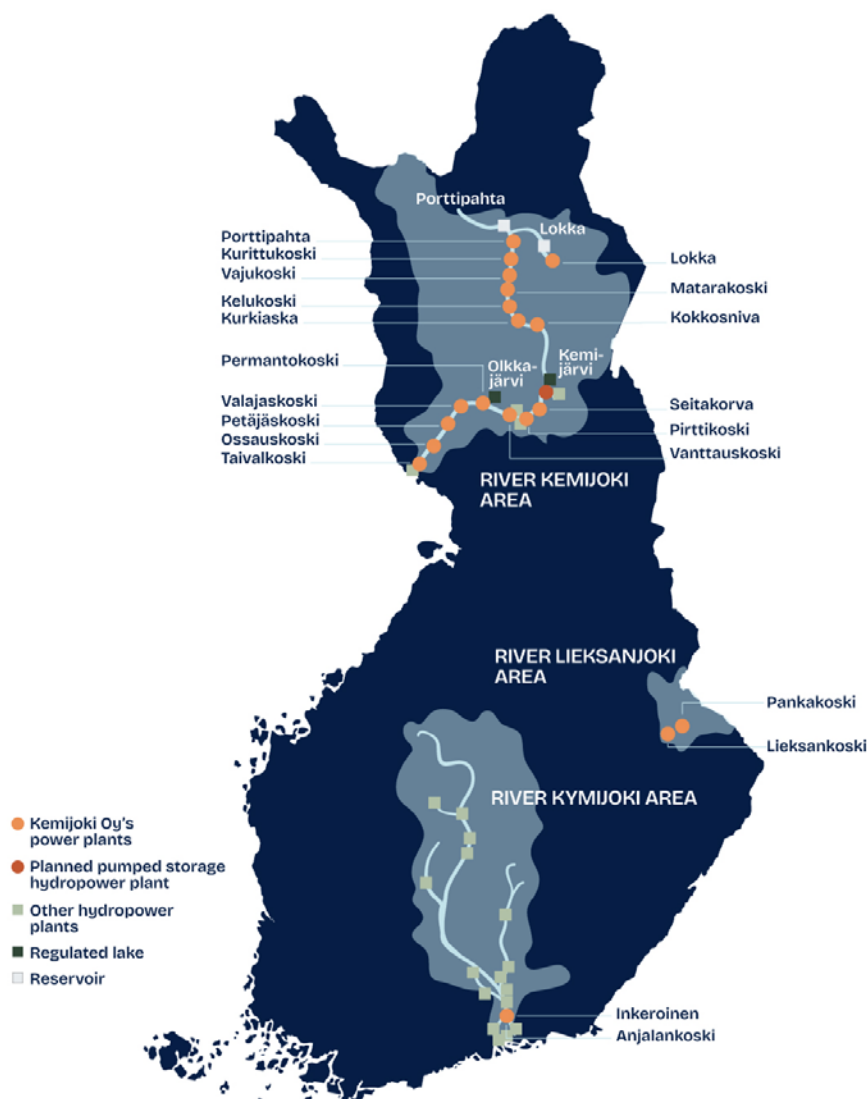 Porttipahta
Lokka
Porttipahta
Kurittukoski
Vajukoski
Kelukoski
Kurkiaska
Permantokoski
Valajaskoski
Petäjäskoski
Ossauskoski
Taivalkoski
Olkka-
järvi
Kemi-
järvi
Lokka
Matarakoski
Kokkosniva
Seitakorva
Pirttikoski
Vanttauskoski
RIVER KEMIJOKI
AREA
RIVER LIEKSANJOKI
AREA
Pankakoski
Lieksankoski
RIVER KYMIJOKI AREA
Kemijoki Oy's
power plants
Planned pumped storage
hydropower plant
Other hydropower
plants
Regulated lake
Reservoir
Inkeroinen
Anjalankoski